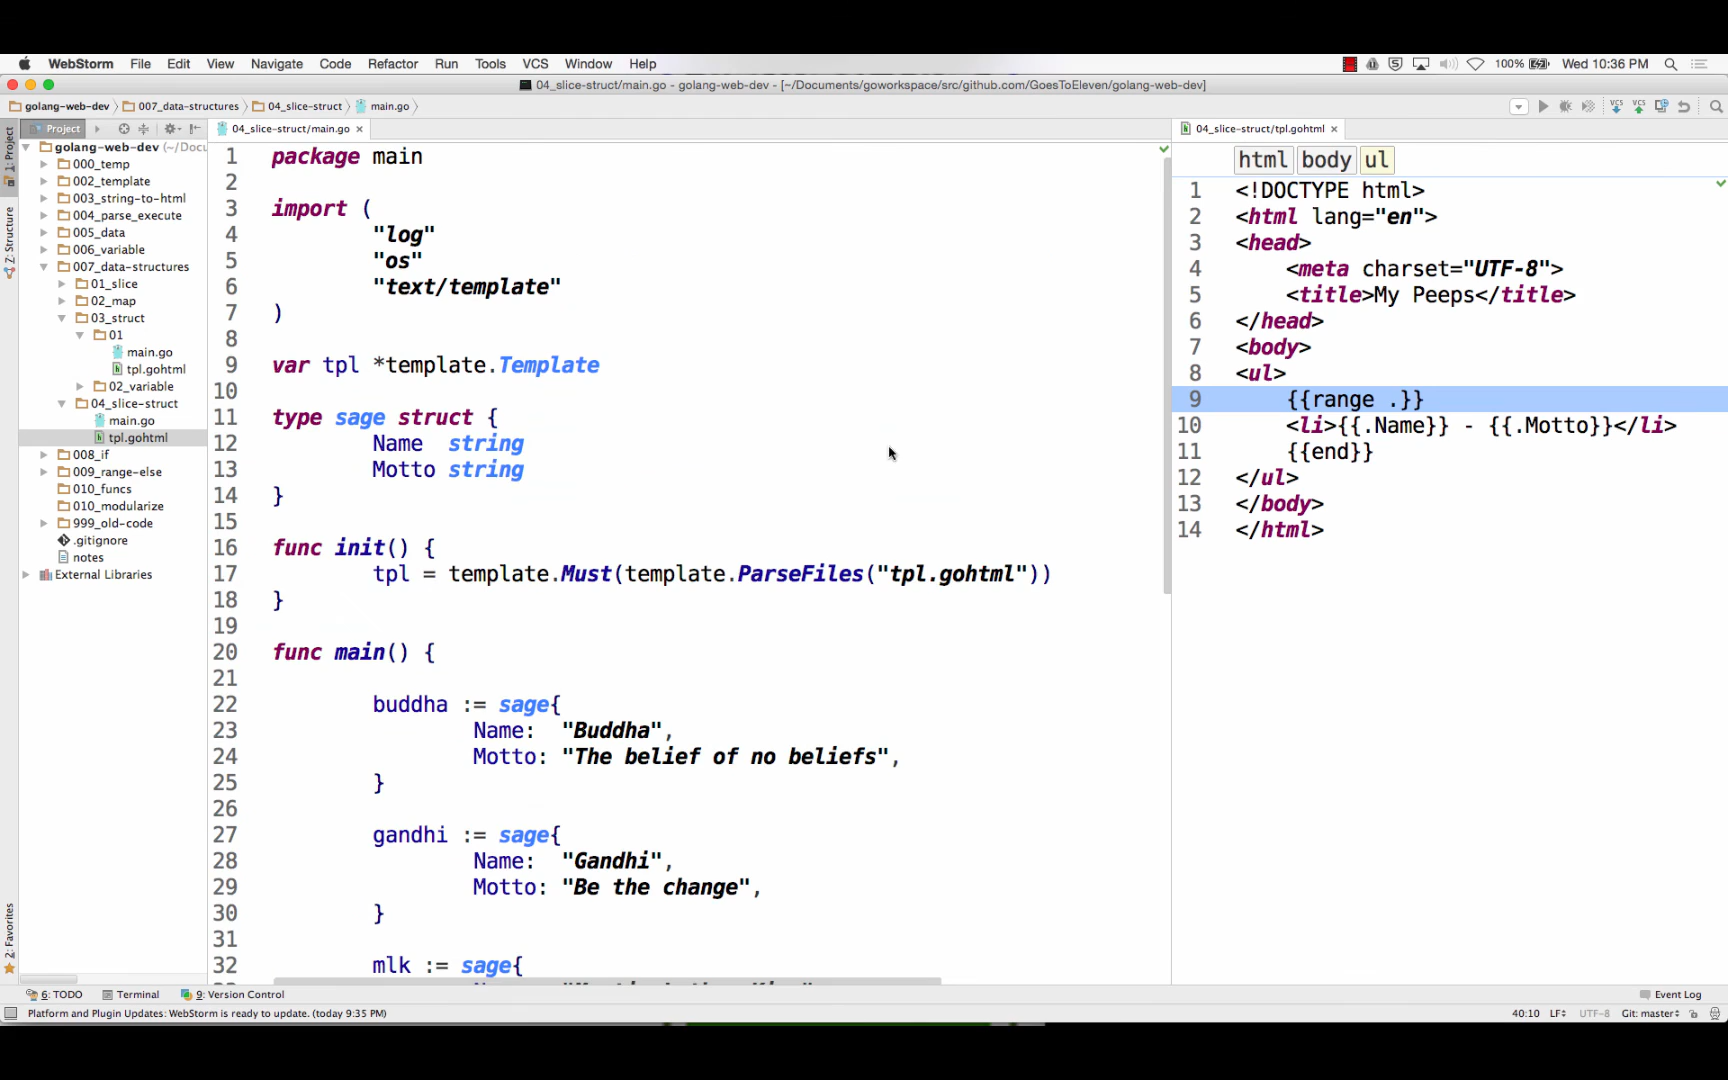 WebStorm File Edit View Navigate Code Refactor Run Tools VCS Window Help 100% Wed 10:36 PM
04_slice-struct/main.go - golang-web-dev - [~/Documents/goworkspace/src/github.com/GoesToEleven/golang-web-dev]
golang-web-dev 007_data-structures 04_slice-struct main.go
Project 04_slice-struct/main.go 04_slice-struct/tpl.gohtml
1: Project
Z: Structure
2: Favorites
golang-web-dev (~/Docu
000_temp
002_template
003_string-to-html
004_parse_execute
005_data
006_variable
007_data-structures
01_slice
02_map
03_struct
01
main.go
tpl.gohtml
02_variable
04_slice-struct
main.go
tpl.gohtml
008_if
009_range-else
010_funcs
010_modularize
999_old-code
.gitignore
notes
External Libraries
1 package main
2
3 import (
4 "log"
5 "os"
6 "text/template"
7 )
8
9 var tpl *template.Template
10
11 type sage struct {
12 Name string
13 Motto string
14 }
15
16 func init() {
17 tpl = template.Must(template.ParseFiles("tpl.gohtml"))
18 }
19
20 func main() {
21
22 buddha := sage{
23 Name: "Buddha",
24 Motto: "The belief of no beliefs",
25 }
26
27 gandhi := sage{
28 Name: "Gandhi",
29 Motto: "Be the change",
30 }
31
32 mlk := sage{
html body ul
1 <!DOCTYPE html>
2 <html lang="en">
3 <head>
4 <meta charset="UTF-8">
5 <title>My Peeps</title>
6 </head>
7 <body>
8 <ul>
9 {{range .}}
10 <li>{{.Name}} - {{.Motto}}</li>
11 {{end}}
12 </ul>
13 </body>
14 </html>
6: TODO Terminal 9: Version Control Event Log
Platform and Plugin Updates: WebStorm is ready to update. (today 9:35 PM) 40:10 LF UTF-8 Git: master